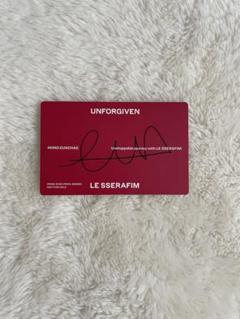 UNFORGIVEN
HONG EUNCHAE
Unstoppable journey with LE SSERAFIM
LE SSERAFIM